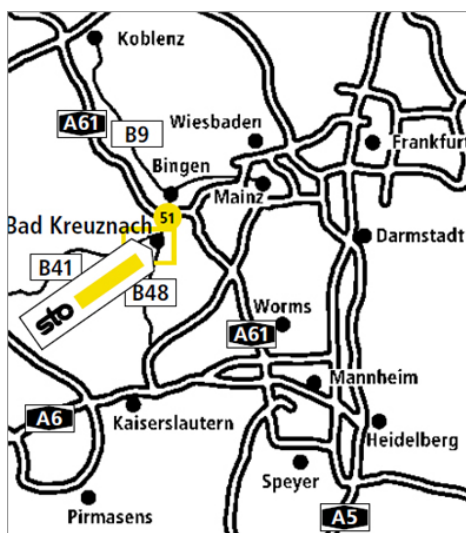 Koblenz
A61
B9
Wiesbaden
Frankfurt
Bingen
Mainz
51
Bad Kreuznach
Darmstadt
B41
sto
B48
Worms
A61
Mannheim
A6
Kaiserslautern
Heidelberg
Speyer
Pirmasens
A5